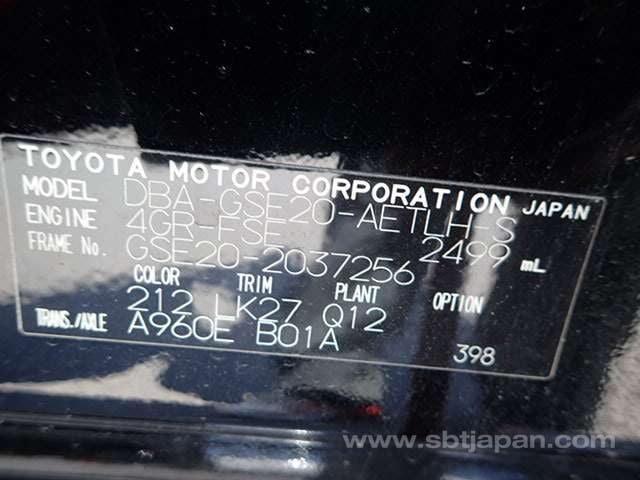 TOYOTA MOTOR CORPORATION JAPAN
MODEL DBA-GSE20-AETLH-S
ENGINE 4GR-FSE 2499 mL
FRAME No. GSE20-2037256
COLOR TRIM PLANT OPTION
212 LK27 Q12
TRANS./AXLE A960E B01A
398
www.sbtjapan.com